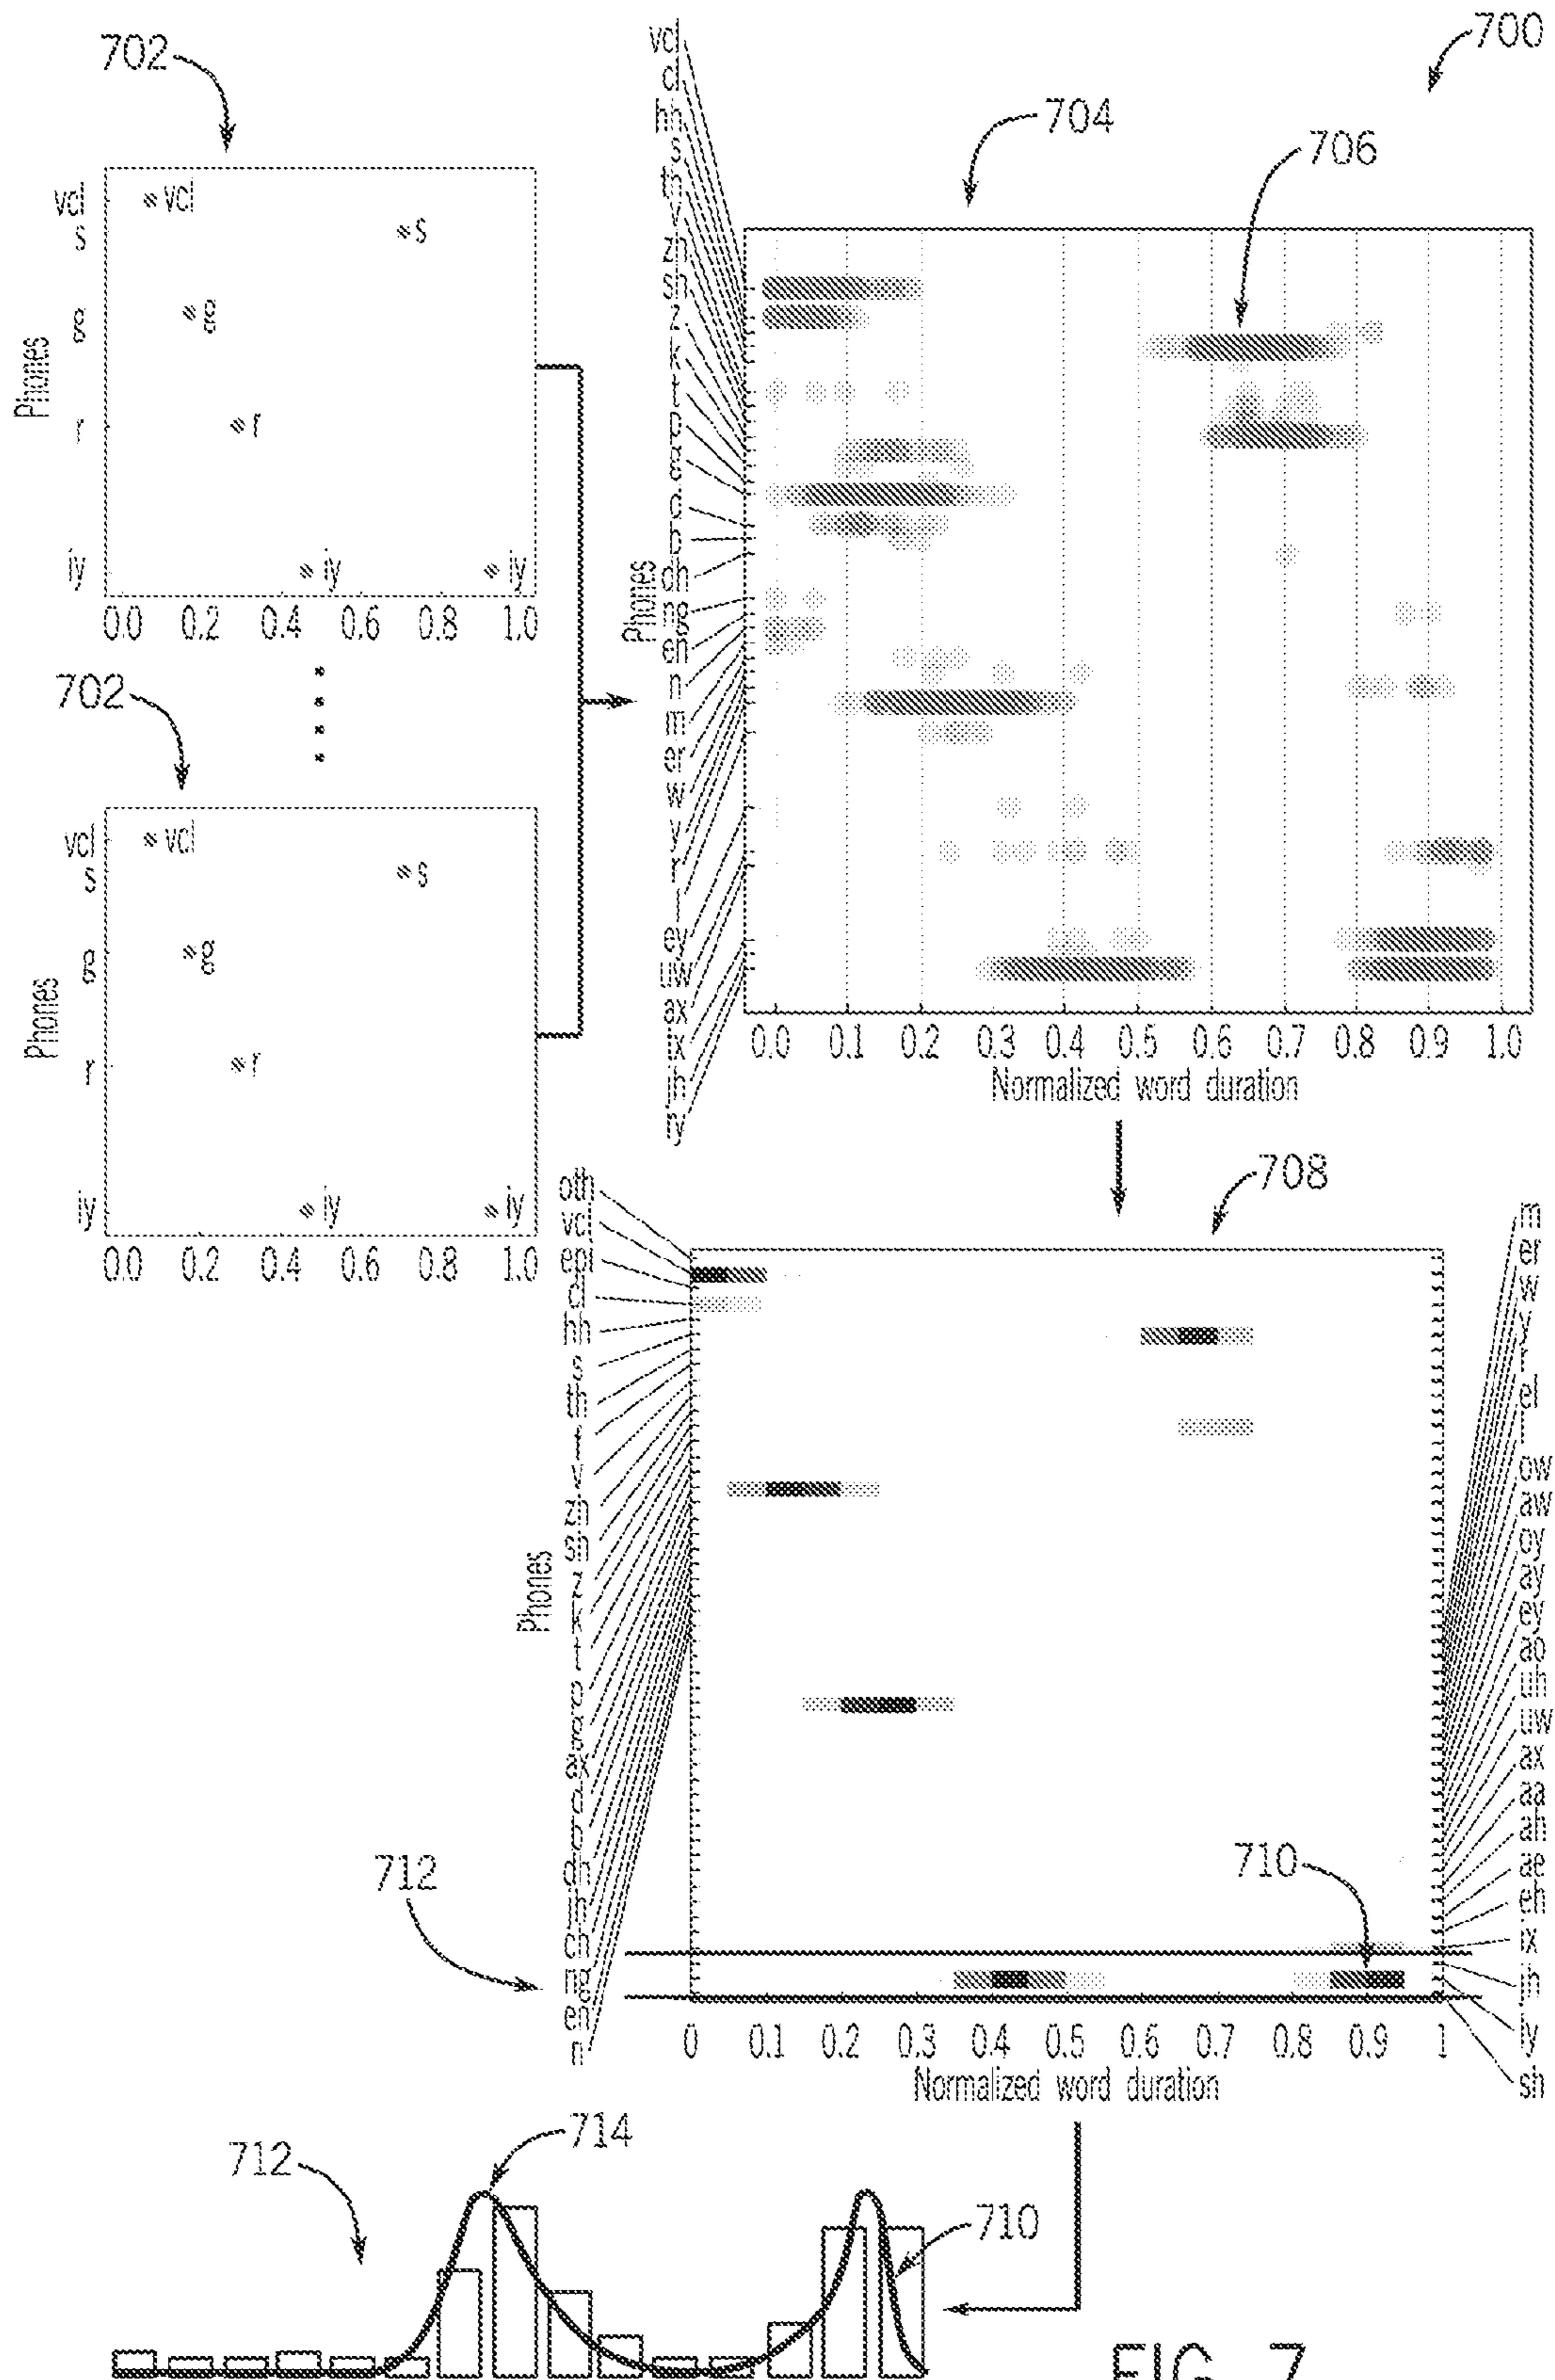 700
702
vcl
s
g
r
iy
Phones
vcl
s
g
r
iy
iy
0.0 0.2 0.4 0.6 0.8 1.0
702
vcl
s
g
r
iy
Phones
vcl
s
g
r
iy
iy
0.0 0.2 0.4 0.6 0.8 1.0
704
706
vcl
cl
hh
s
th
v
zh
sh
z
k
t
p
g
d
b
dh
ng
en
n
m
er
w
y
r
l
ey
uw
ax
ix
jh
ry
Phones
0.0 0.1 0.2 0.3 0.4 0.5 0.6 0.7 0.8 0.9 1.0
Normalized word duration
708
oth
vcl
epi
cl
hh
s
th
f
v
zh
sh
z
k
t
p
g
ax
d
b
dh
jh
ch
ng
en
n
Phones
m
er
w
y
r
el
l
ow
aw
oy
ay
ey
ao
uh
uw
ax
aa
ah
ae
eh
ix
jh
iy
sh
710
712
0 0.1 0.2 0.3 0.4 0.5 0.6 0.7 0.8 0.9 1
Normalized word duration
712
714
710
FIG. 7